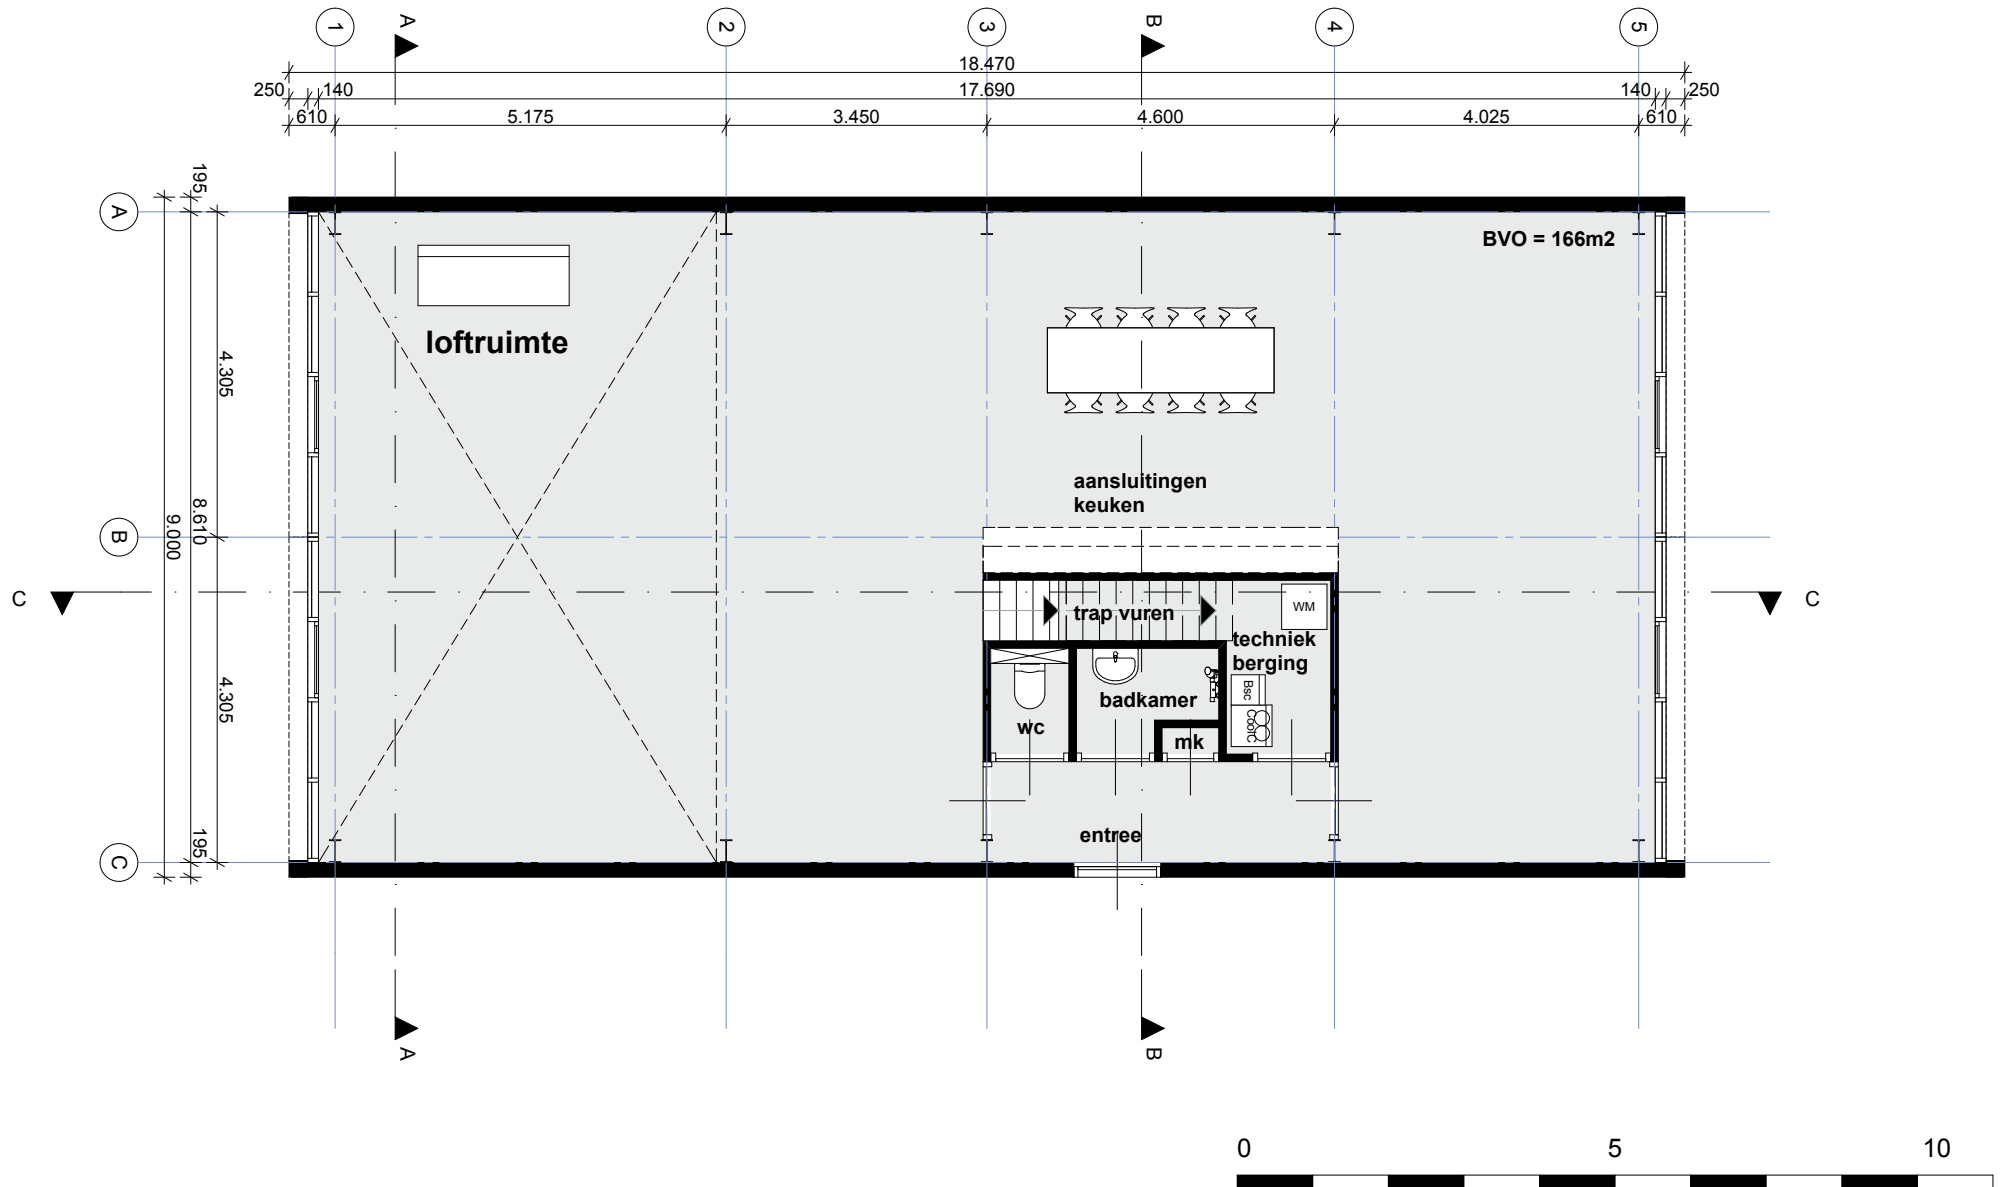 1 A 2 3 B 4 5
18.470
250 140 17.690 140 250
610 5.175 3.450 4.600 4.025 610
195
A
BVO = 166m2
loftruimte
4.305
aansluitingen
keuken
B
8.610
9.000
C
trap vuren
WM
C
techniek
berging
4.305
Bsc
badkamer
CoolC
wc
mk
195
entree
C
A
B
0 5 10